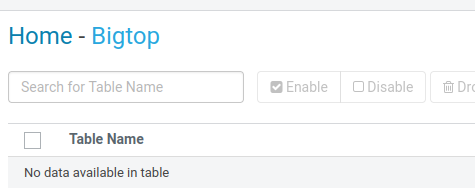 Home - Bigtop
Search for Table Name
Enable
Disable
Table Name
No data available in table